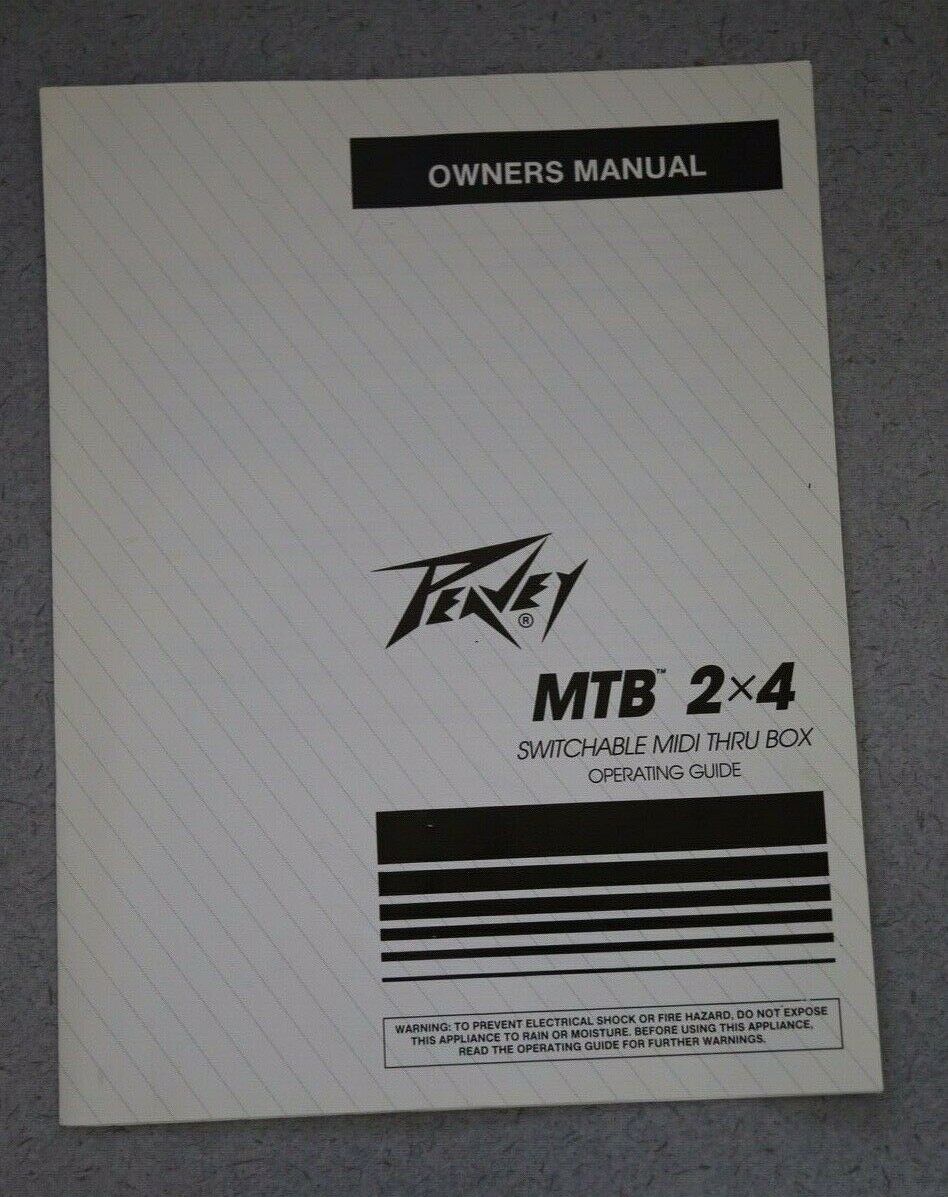 OWNERS MANUAL
PEAVEY®
MTB™ 2×4
SWITCHABLE MIDI THRU BOX
OPERATING GUIDE
WARNING: TO PREVENT ELECTRICAL SHOCK OR FIRE HAZARD, DO NOT EXPOSE
THIS APPLIANCE TO RAIN OR MOISTURE. BEFORE USING THIS APPLIANCE,
READ THE OPERATING GUIDE FOR FURTHER WARNINGS.